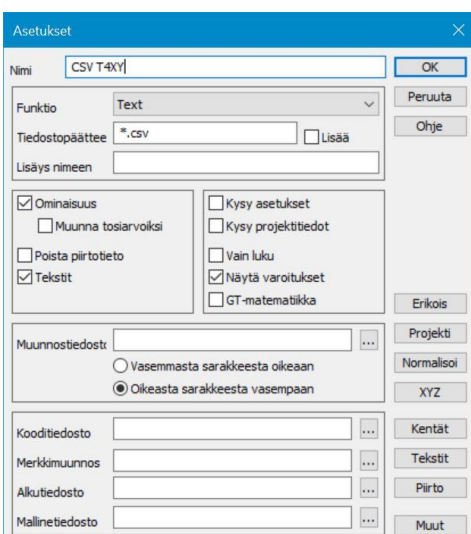 Asetukset
Nimi CSV T4XY OK
Funktio Text Peruuta
Tiedostopäättee *.csv Lisää Ohje
Lisäys nimeen
Ominaisuus Kysy asetukset
Muunna tosiarvoiksi Kysy projektitiedot
Poista piirtotieto Vain luku
Tekstit Näytä varoitukset
GT-matematiikka Erikois
Muunnostiedosto ... Projekti
Vasemmasta sarakkeesta oikeaan Normalisoi
Oikeasta sarakkeesta vasempaan XYZ
Kooditiedosto ... Kentät
Merkkimuunnos ... Tekstit
Alkutiedosto ... Piirto
Mallinetiedosto ... Muut